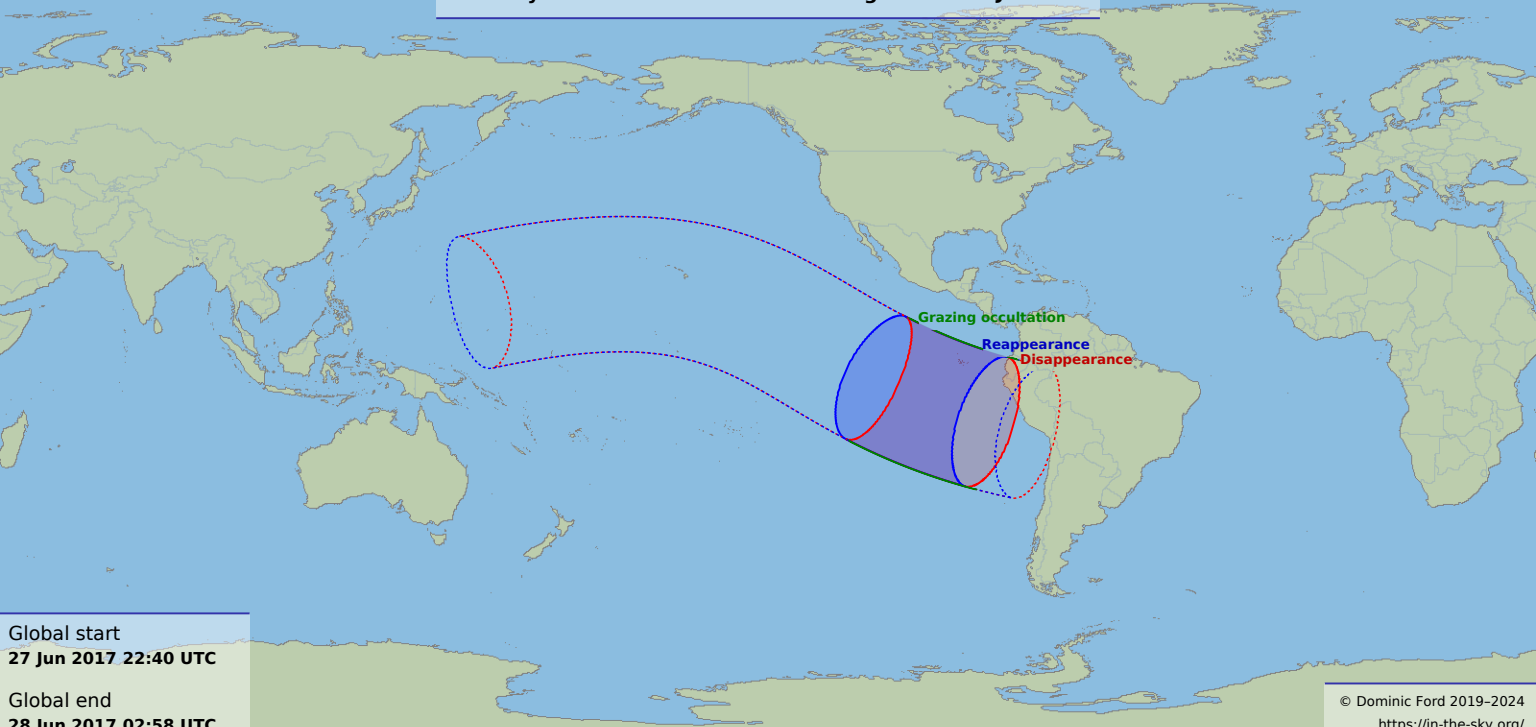 Grazing occultation
Reappearance
Disappearance
Global start
27 Jun 2017 22:40 UTC
Global end
28 Jun 2017 02:58 UTC
© Dominic Ford 2019–2024
https://in-the-sky.org/